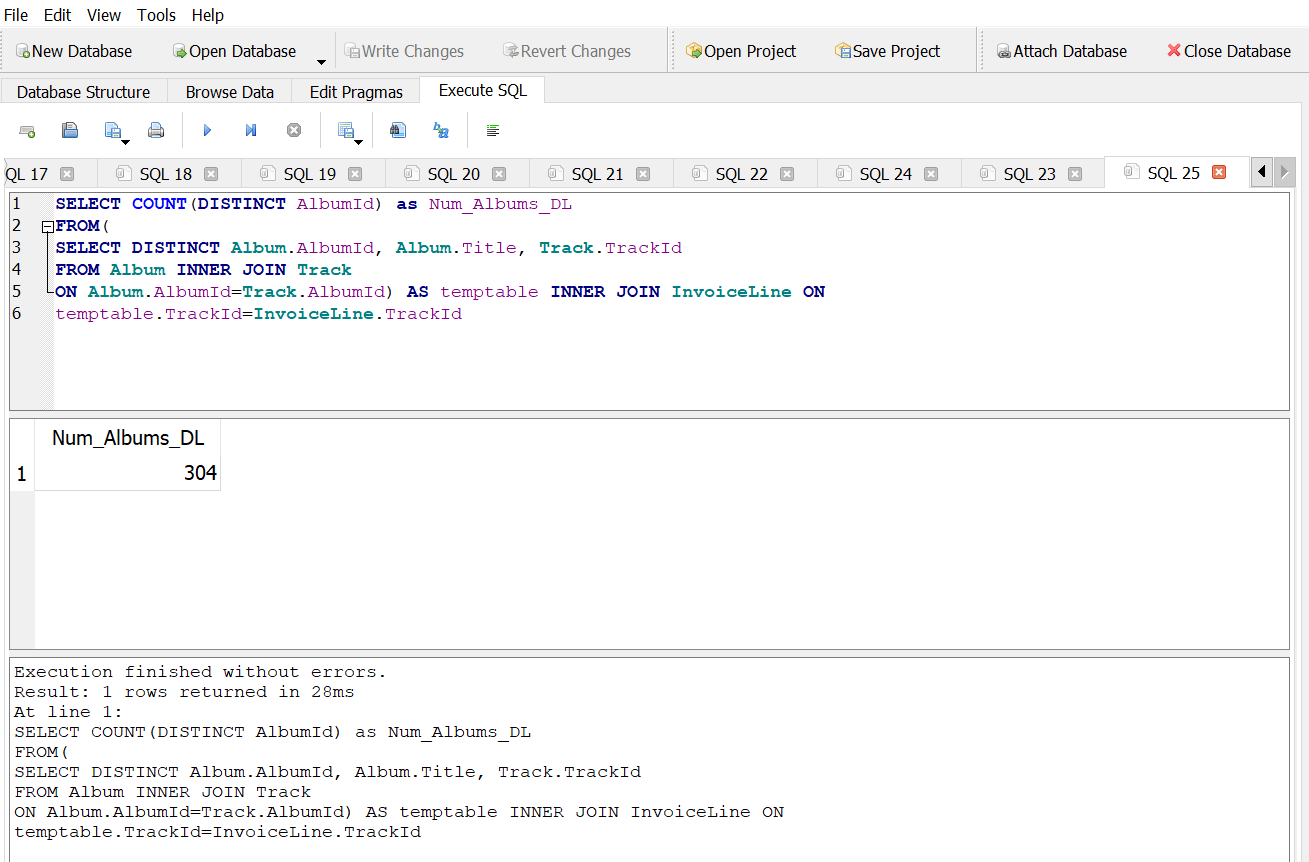 File Edit View Tools Help
New Database Open Database Write Changes Revert Changes Open Project Save Project Attach Database Close Database
Database Structure Browse Data Edit Pragmas Execute SQL
QL 17 SQL 18 SQL 19 SQL 20 SQL 21 SQL 22 SQL 24 SQL 23 SQL 25
1 SELECT COUNT(DISTINCT AlbumId) as Num_Albums_DL
2 FROM(
3 SELECT DISTINCT Album.AlbumId, Album.Title, Track.TrackId
4 FROM Album INNER JOIN Track
5 ON Album.AlbumId=Track.AlbumId) AS temptable INNER JOIN InvoiceLine ON
6 temptable.TrackId=InvoiceLine.TrackId
Num_Albums_DL
1 304
Execution finished without errors.
Result: 1 rows returned in 28ms
At line 1:
SELECT COUNT(DISTINCT AlbumId) as Num_Albums_DL
FROM(
SELECT DISTINCT Album.AlbumId, Album.Title, Track.TrackId
FROM Album INNER JOIN Track
ON Album.AlbumId=Track.AlbumId) AS temptable INNER JOIN InvoiceLine ON
temptable.TrackId=InvoiceLine.TrackId